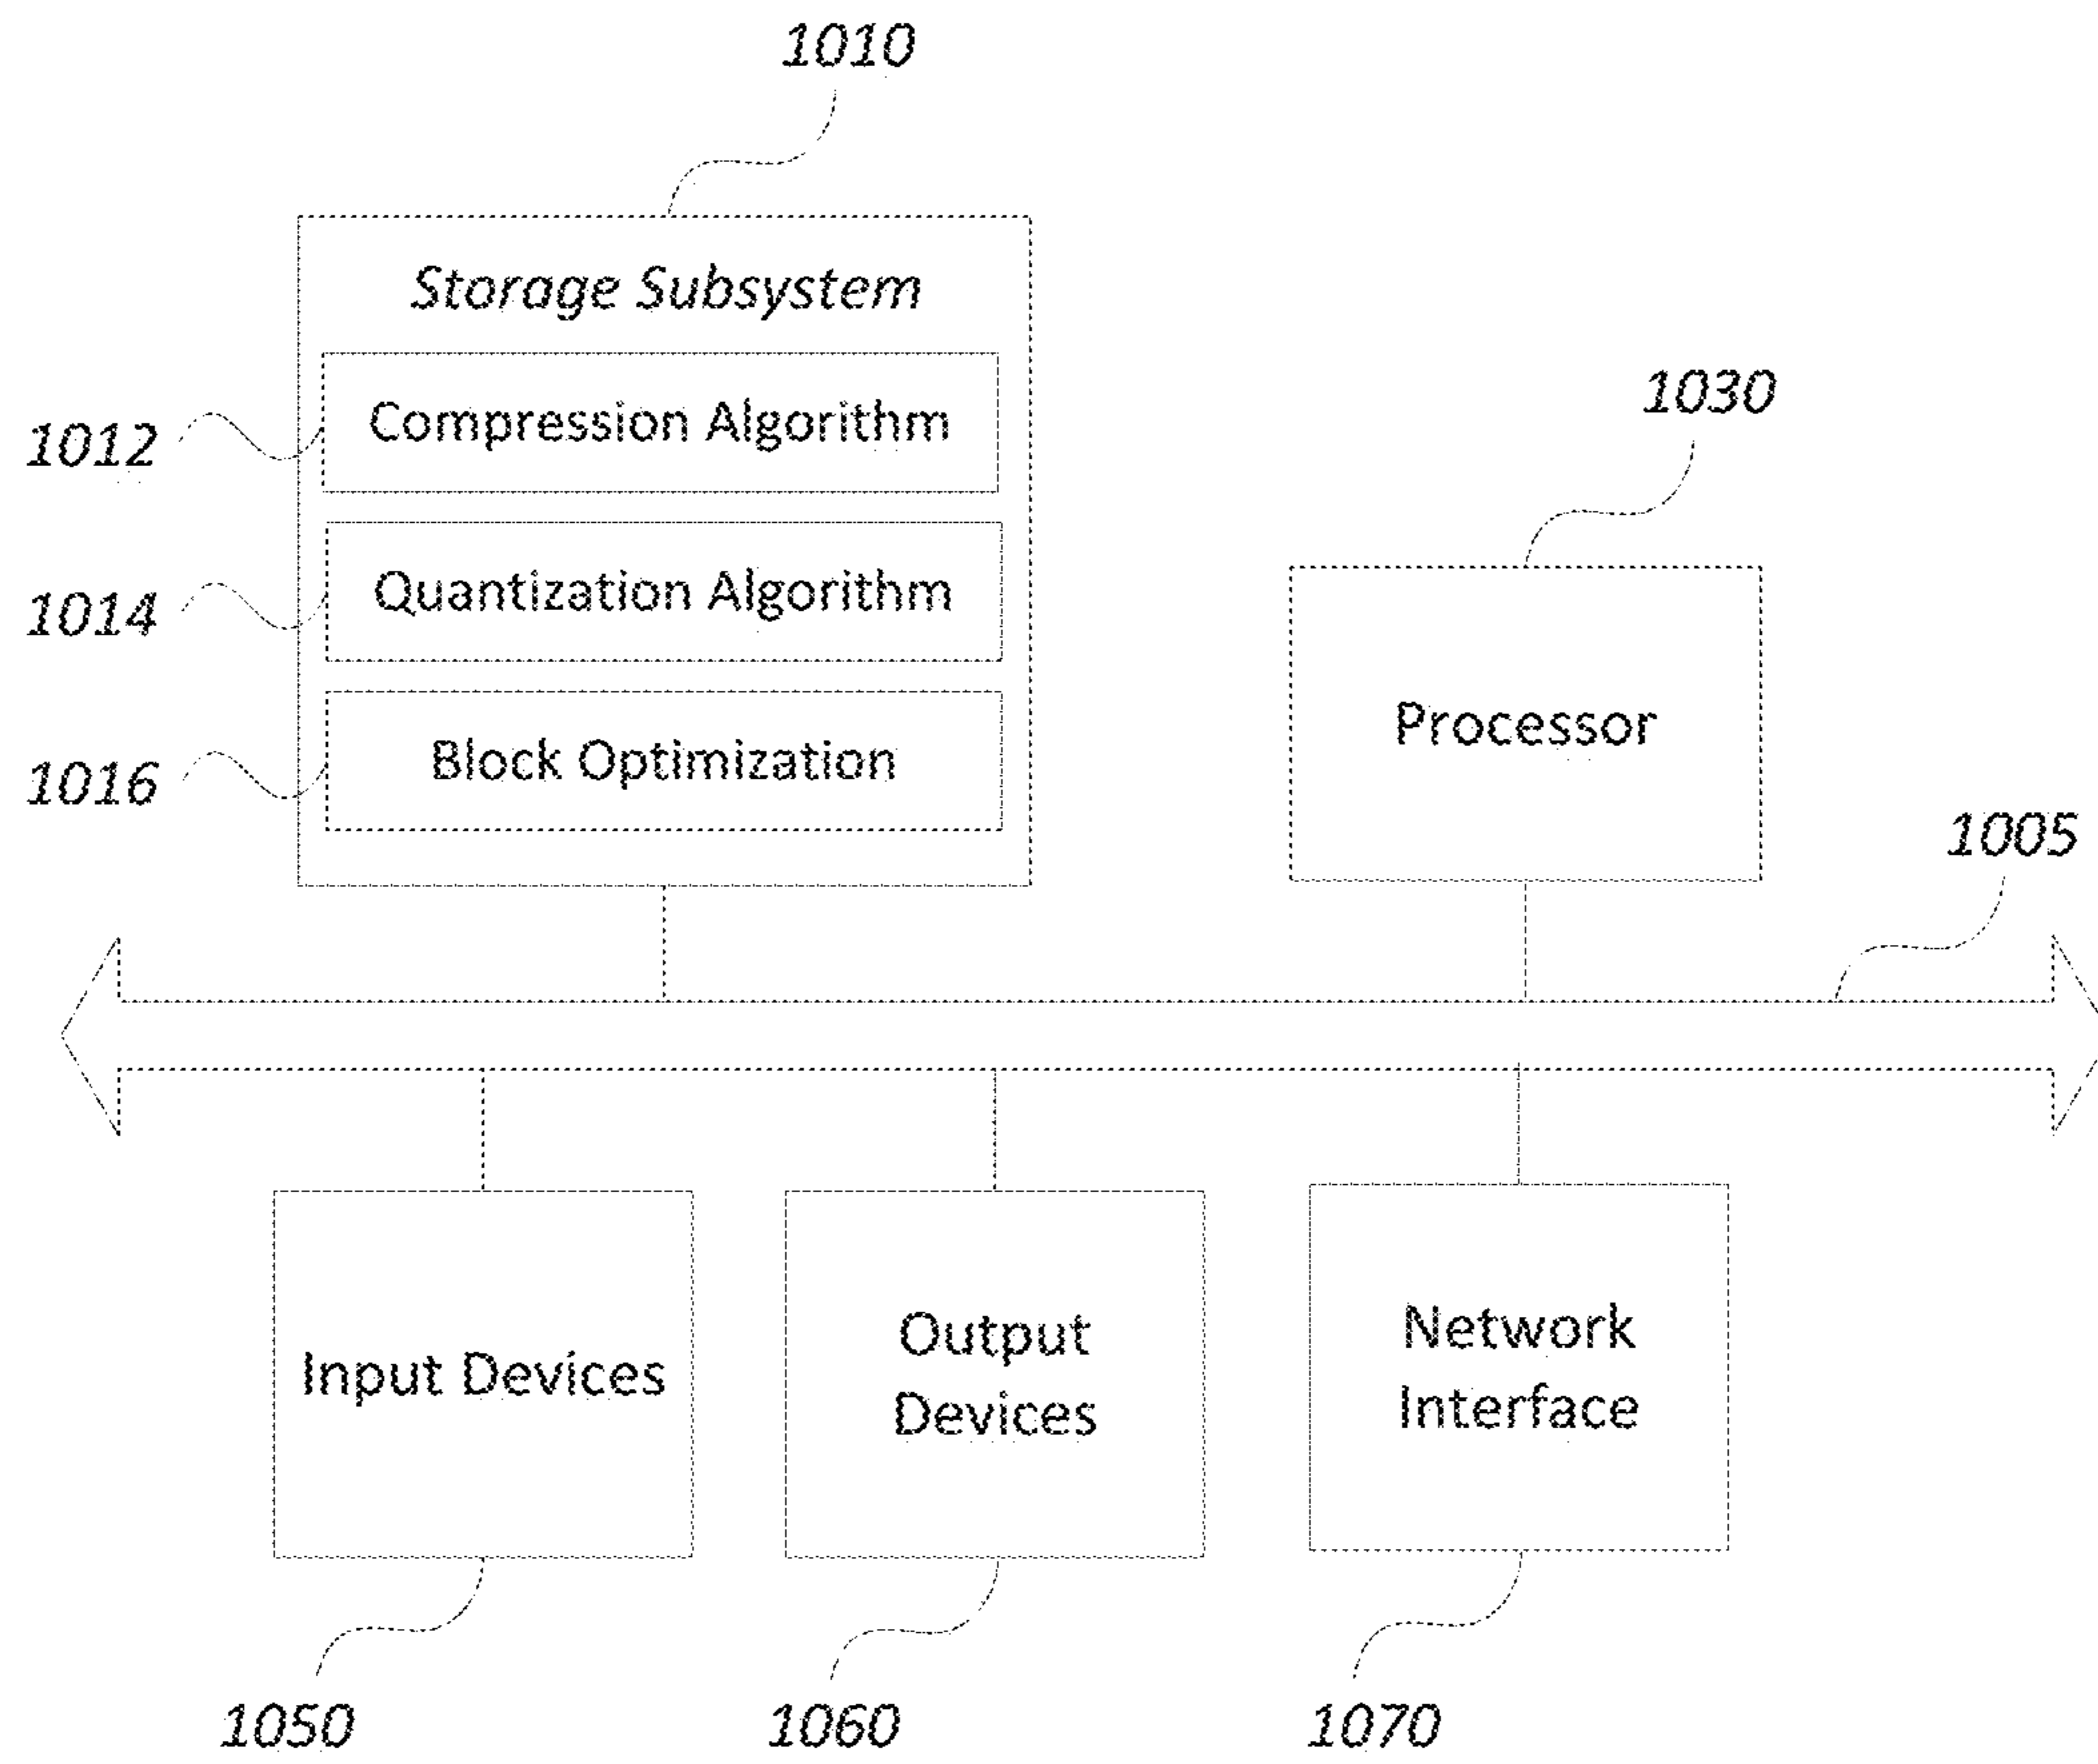 1010
Storage Subsystem
Compression Algorithm
1012
Quantization Algorithm
1014
Block Optimization
1016
1030
Processor
1005
Input Devices
Output
Devices
Network
Interface
1050
1060
1070